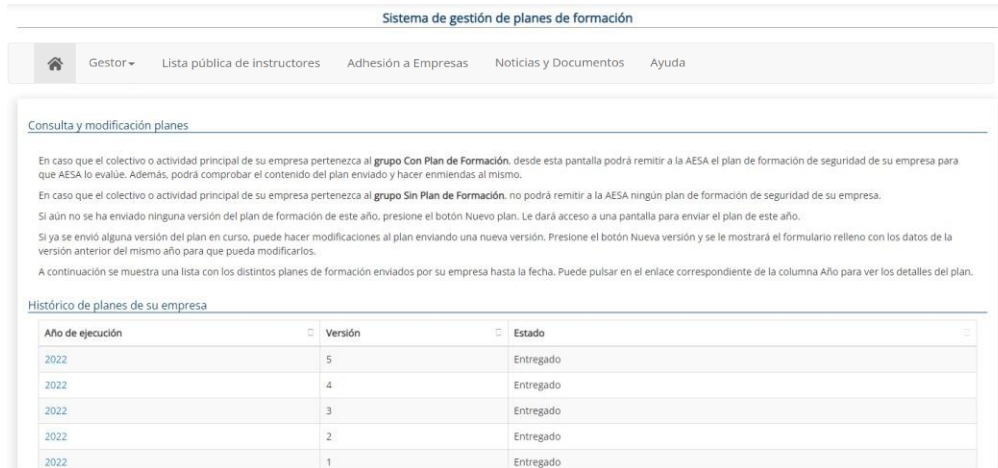 Sistema de gestión de planes de formación
Gestor Lista pública de instructores Adhesión a Empresas Noticias y Documentos Ayuda
Consulta y modificación planes
En caso que el colectivo o actividad principal de su empresa pertenezca al grupo Con Plan de Formación, desde esta pantalla podrá remitir a la AESA el plan de formación de seguridad de su empresa para
que AESA lo evalúe. Además, podrá comprobar el contenido del plan enviado y hacer enmiendas al mismo.
En caso que el colectivo o actividad principal de su empresa pertenezca al grupo Sin Plan de Formación, no podrá remitir a la AESA ningún plan de formación de seguridad de su empresa.
Si aún no se ha enviado ninguna versión del plan de formación de este año, presione el botón Nuevo plan. Le dará acceso a una pantalla para enviar el plan de este año.
Si ya se envió alguna versión del plan en curso, puede hacer modificaciones al plan enviando una nueva versión. Presione el botón Nueva versión y se le mostrará el formulario relleno con los datos de la
versión anterior del mismo año para que pueda modificarlos.
A continuación se muestra una lista con los distintos planes de formación enviados por su empresa hasta la fecha. Puede pulsar en el enlace correspondiente de la columna Año para ver los detalles del plan.
Histórico de planes de su empresa
Año de ejecución Versión Estado
2022 5 Entregado
2022 4 Entregado
2022 3 Entregado
2022 2 Entregado
2022 1 Entregado